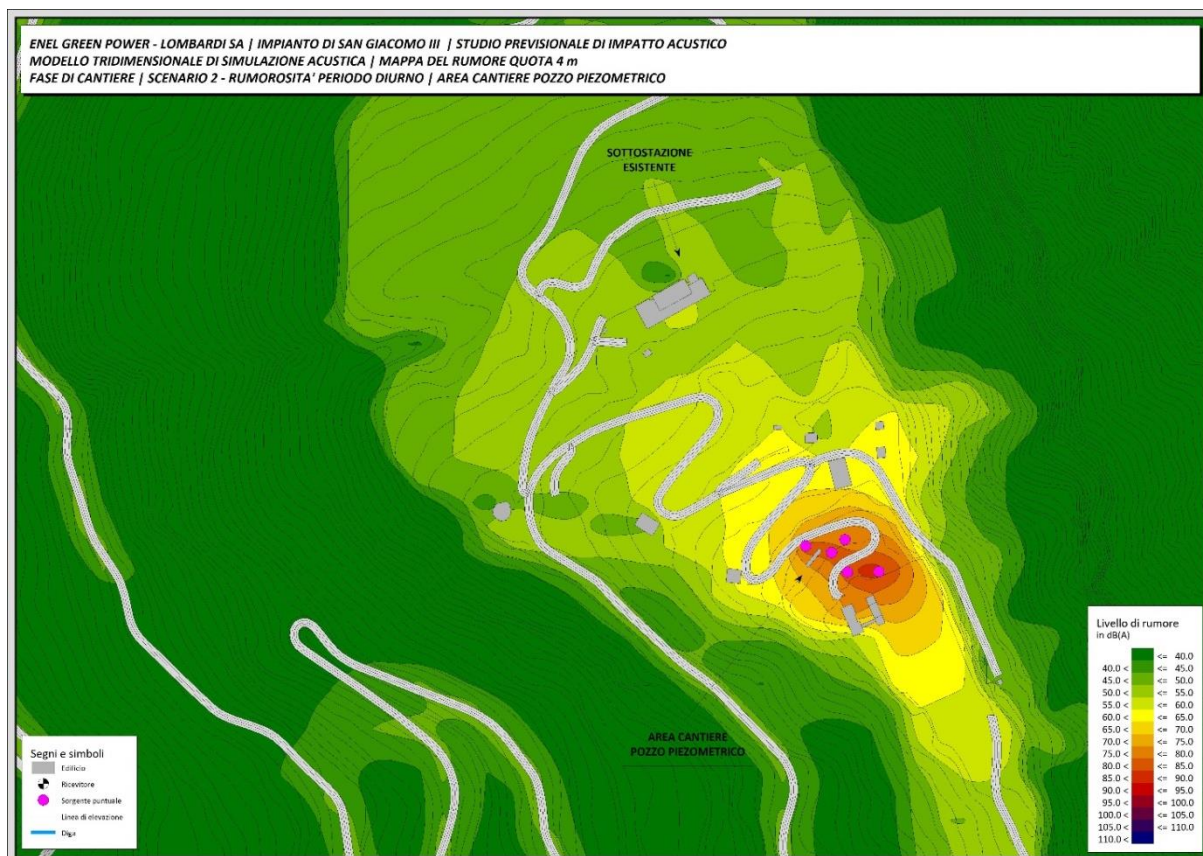 ENEL GREEN POWER - LOMBARDI SA | IMPIANTO DI SAN GIACOMO III | STUDIO PREVISIONALE DI IMPATTO ACUSTICO
MODELLO TRIDIMENSIONALE DI SIMULAZIONE ACUSTICA | MAPPA DEL RUMORE QUOTA 4 m
FASE DI CANTIERE | SCENARIO 2 - RUMOROSITA' PERIODO DIURNO | AREA CANTIERE POZZO PIEZOMETRICO
SOTTOSTAZIONE
ESISTENTE
AREA CANTIERE
POZZO PIEZOMETRICO
Segni e simboli
Edificio
Ricevitore
Sorgente puntuale
Linea di elevazione
Diga
Livello di rumore
in dB(A)
<= 40.0
40.0 < <= 45.0
45.0 < <= 50.0
50.0 < <= 55.0
55.0 < <= 60.0
60.0 < <= 65.0
65.0 < <= 70.0
70.0 < <= 75.0
75.0 < <= 80.0
80.0 < <= 85.0
85.0 < <= 90.0
90.0 < <= 95.0
95.0 < <= 100.0
100.0 < <= 105.0
105.0 < <= 110.0
110.0 <